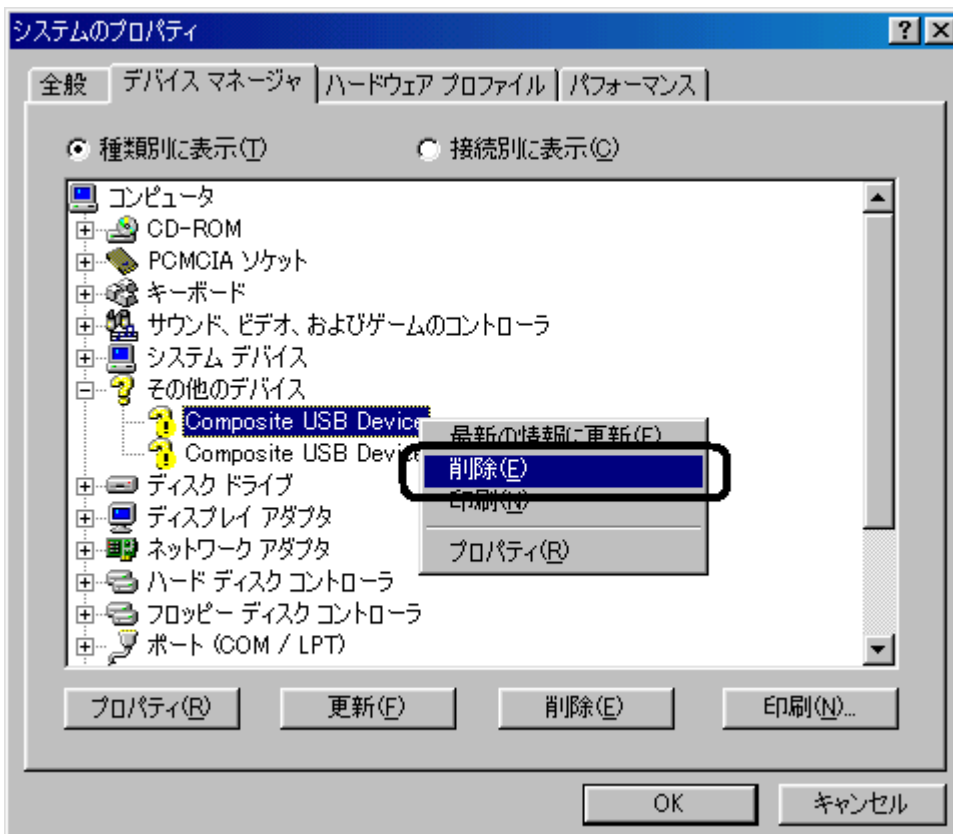 システムのプロパティ
全般 デバイス マネージャ ハードウェア プロファイル パフォーマンス
種類別に表示(T) 接続別に表示(C)
コンピュータ
CD-ROM
PCMCIA ソケット
キーボード
サウンド、ビデオ、およびゲームのコントローラ
システム デバイス
その他のデバイス
Composite USB Device
最新の情報に更新(F)
Composite USB Device
削除(E)
印刷(N)
プロパティ(R)
ディスク ドライブ
ディスプレイ アダプタ
ネットワーク アダプタ
ハード ディスク コントローラ
フロッピー ディスク コントローラ
ポート (COM / LPT)
プロパティ(R) 更新(F) 削除(E) 印刷(N)...
OK キャンセル